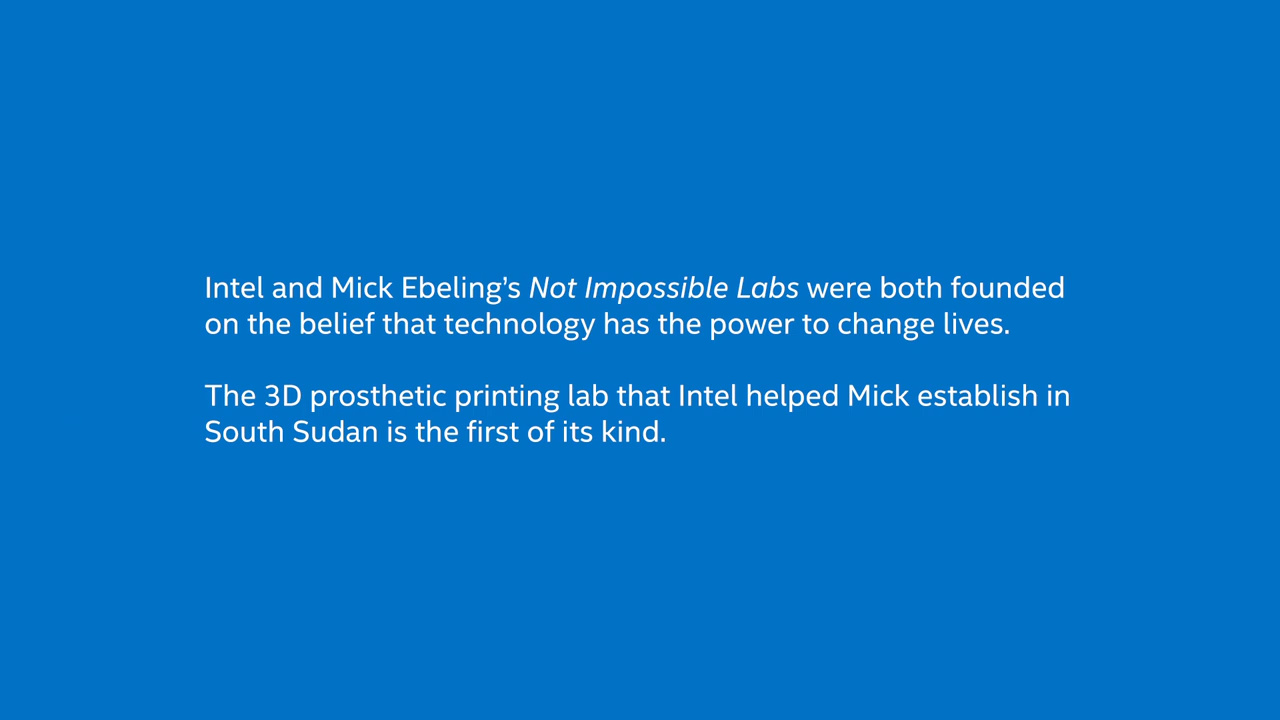 Intel and Mick Ebeling’s Not Impossible Labs were both founded
on the belief that technology has the power to change lives.
The 3D prosthetic printing lab that Intel helped Mick establish in
South Sudan is the first of its kind.